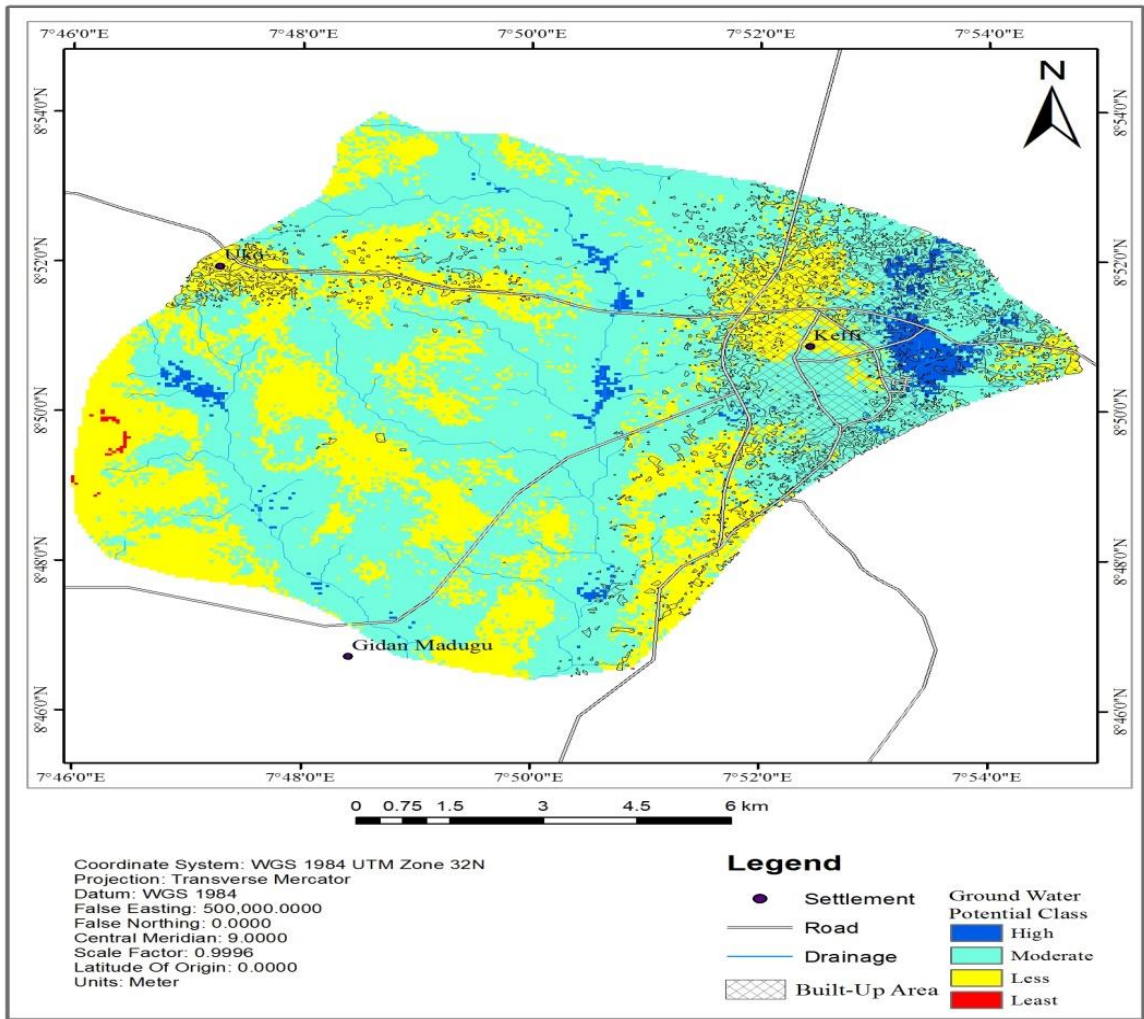 7°46'0"E 7°48'0"E 7°50'0"E 7°52'0"E 7°54'0"E
N
8°54'0"N 8°54'0"N
8°52'0"N 8°52'0"N
Uko
Keffi
8°50'0"N 8°50'0"N
8°48'0"N 8°48'0"N
Gidan Madugu
8°46'0"N 8°46'0"N
7°46'0"E 7°48'0"E 7°50'0"E 7°52'0"E 7°54'0"E
0 0.75 1.5 3 4.5 6 km
Coordinate System: WGS 1984 UTM Zone 32N
Projection: Transverse Mercator
Datum: WGS 1984
False Easting: 500,000.0000
False Northing: 0.0000
Central Meridian: 9.0000
Scale Factor: 0.9996
Latitude Of Origin: 0.0000
Units: Meter
Legend
Settlement
Road
Drainage
Built-Up Area
Ground Water
Potential Class
High
Moderate
Less
Least